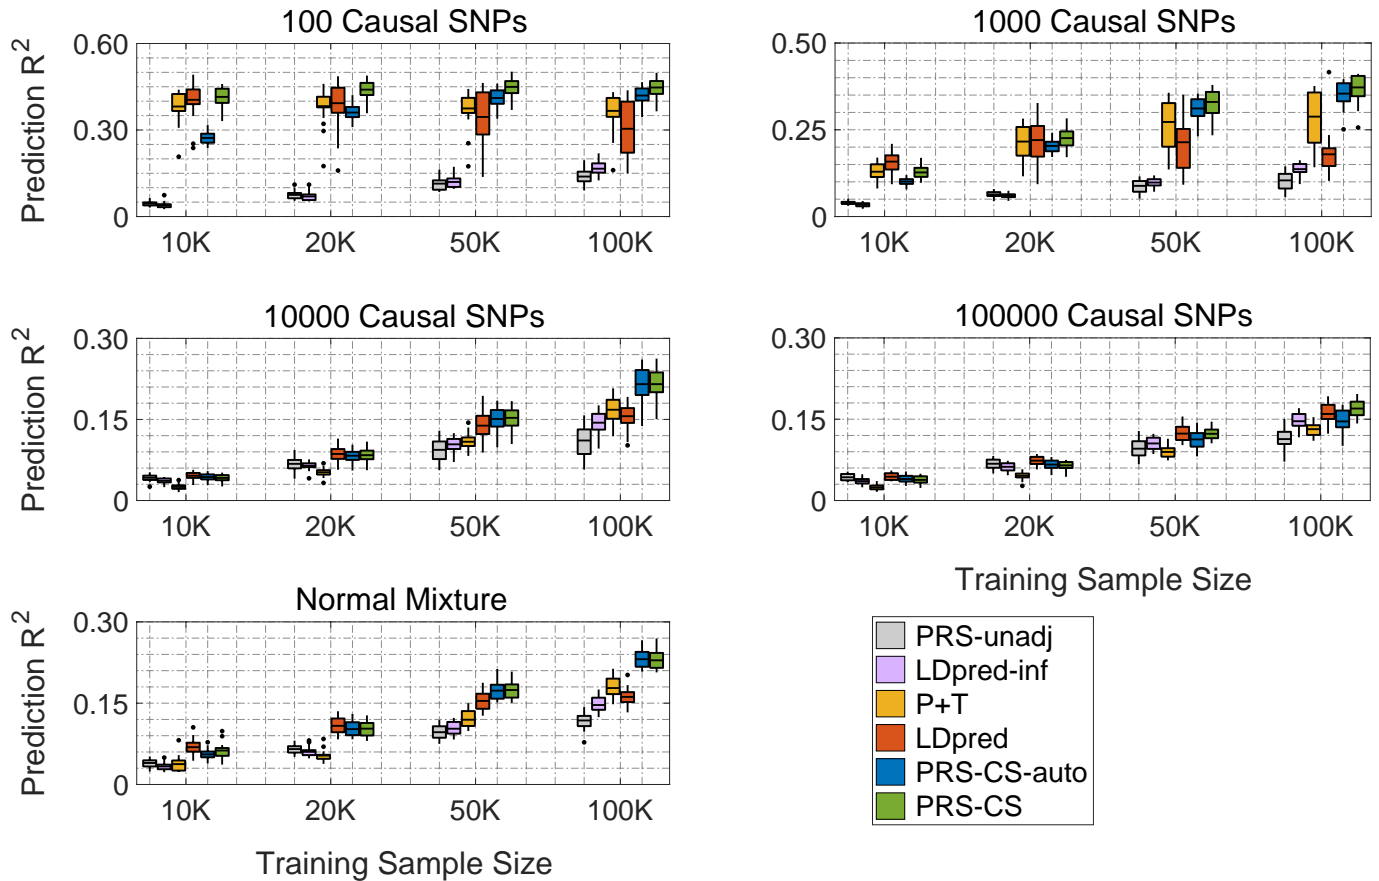 100 Causal SNPs
Prediction R²
0.60
0.30
0
10K 20K 50K 100K
1000 Causal SNPs
0.50
0.25
0
10K 20K 50K 100K
10000 Causal SNPs
Prediction R²
0.30
0.15
0
10K 20K 50K 100K
100000 Causal SNPs
0.30
0.15
0
10K 20K 50K 100K
Training Sample Size
Normal Mixture
Prediction R²
0.30
0.15
0
10K 20K 50K 100K
Training Sample Size
PRS-unadj
LDpred-inf
P+T
LDpred
PRS-CS-auto
PRS-CS